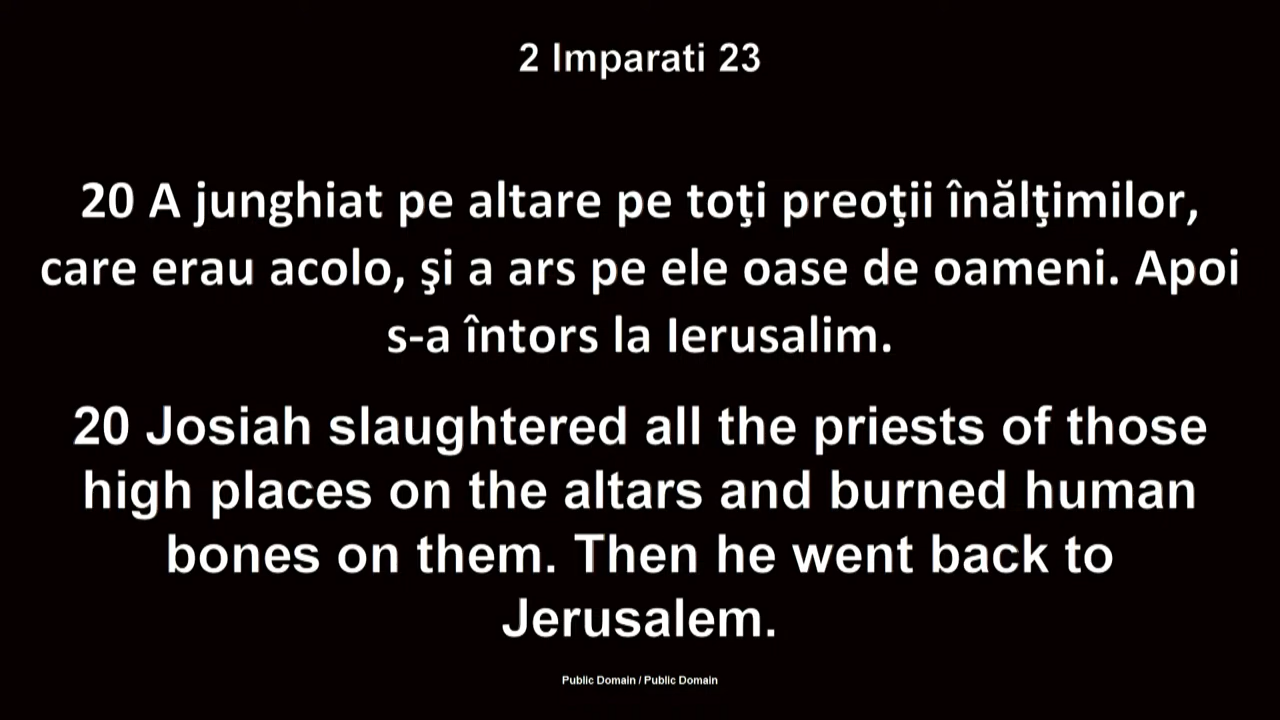 2 Imparati 23
20 A junghiat pe altare pe toţi preoţii înălţimilor,
care erau acolo, şi a ars pe ele oase de oameni. Apoi
s-a întors la Ierusalim.
20 Josiah slaughtered all the priests of those
high places on the altars and burned human
bones on them. Then he went back to
Jerusalem.
Public Domain / Public Domain